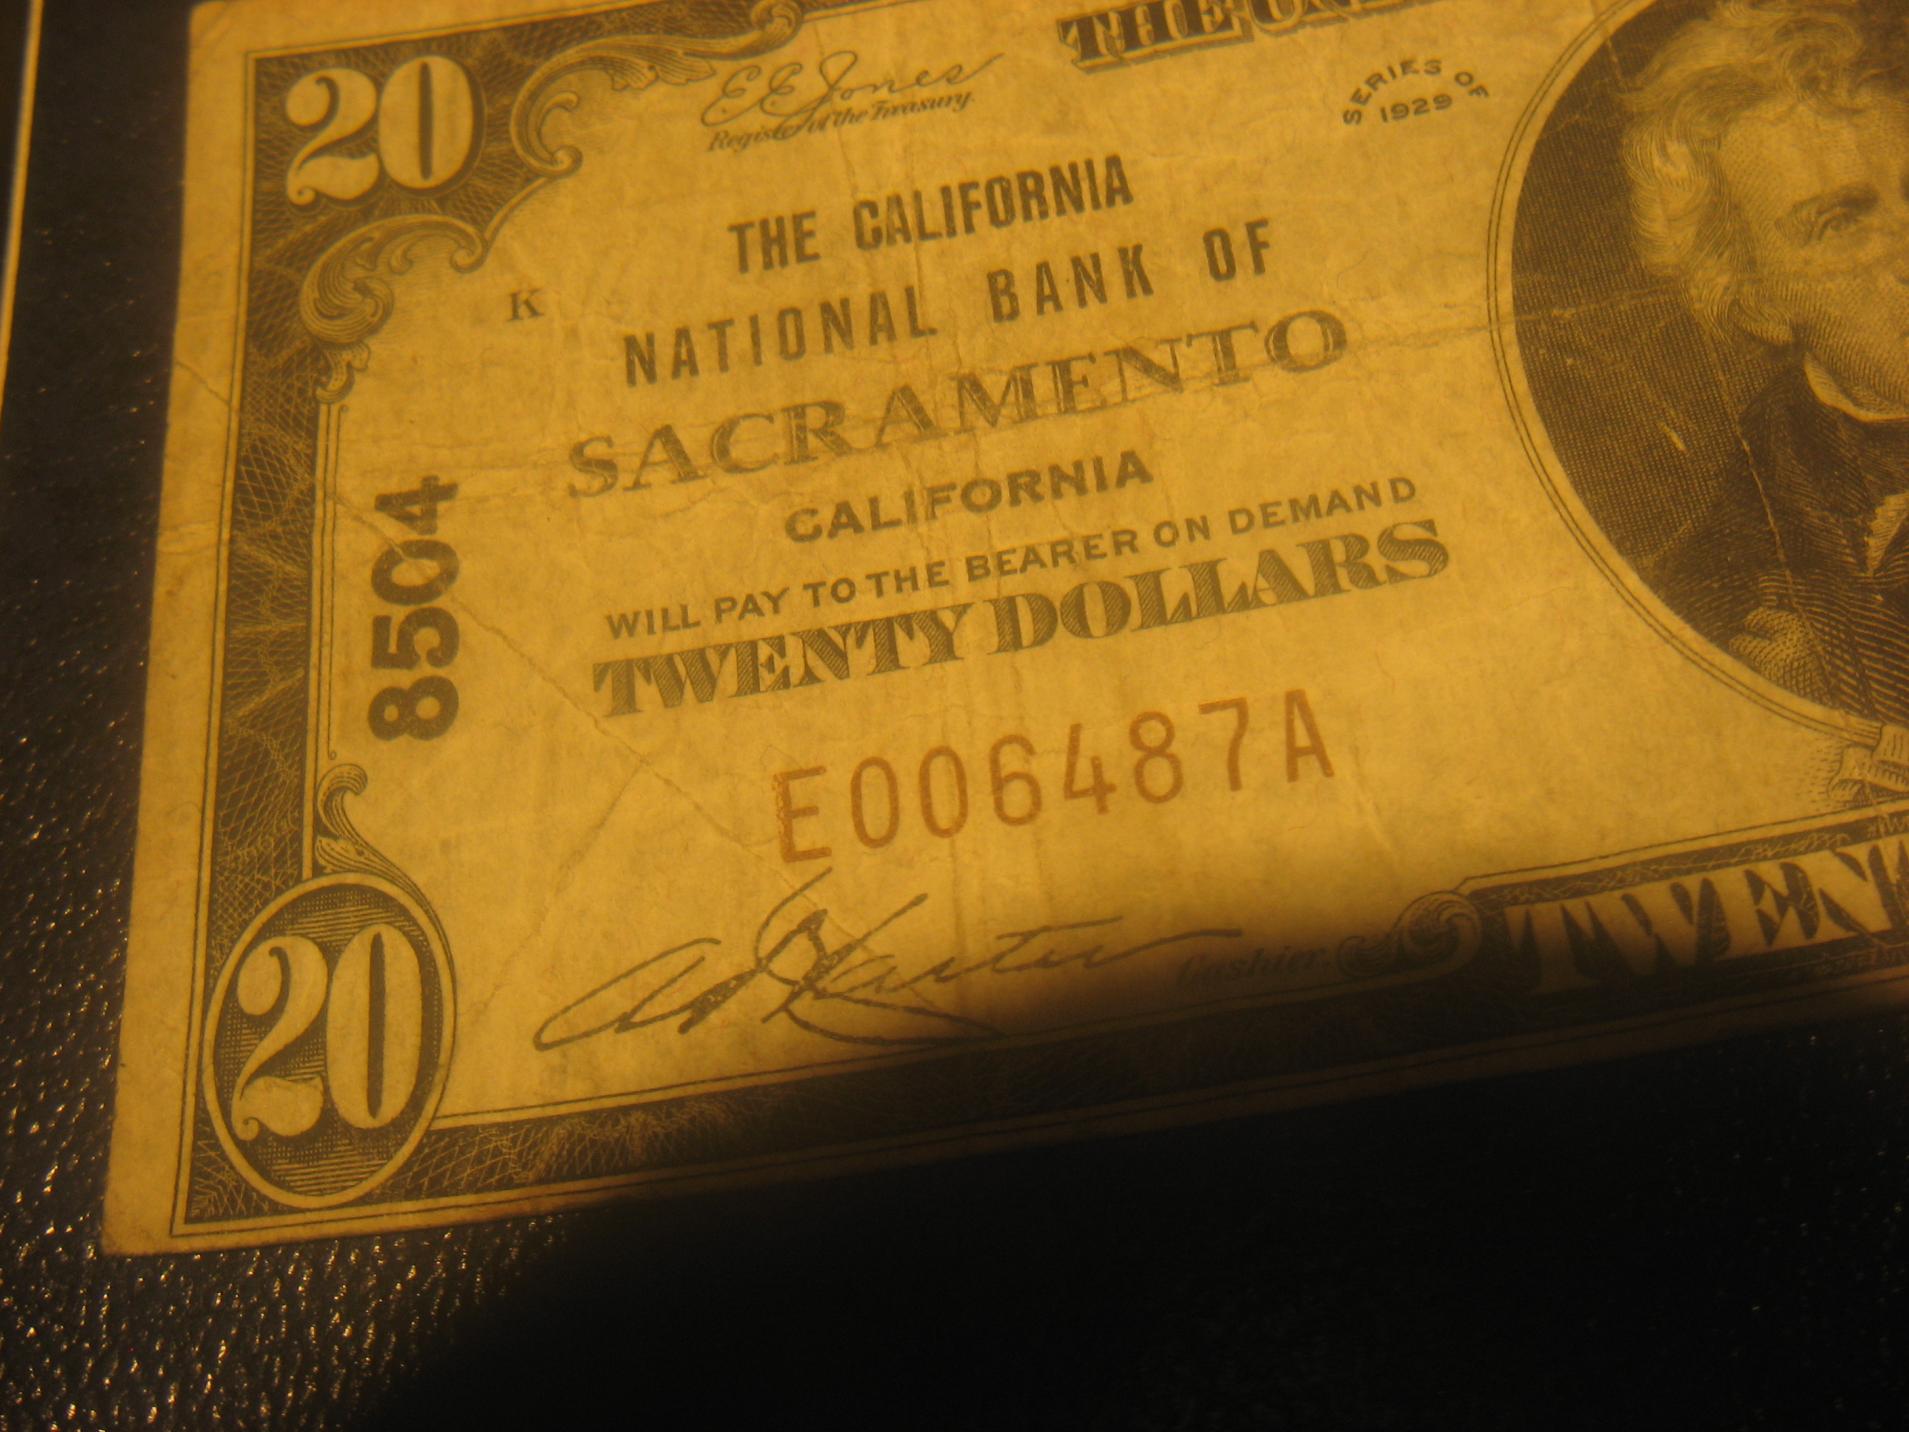 20
E.E. Jones
Register of the Treasury.
SERIES OF
1929
THE CALIFORNIA
NATIONAL BANK OF
K
SACRAMENTO
CALIFORNIA
8504
WILL PAY TO THE BEARER ON DEMAND
TWENTY DOLLARS
E006487A
Cashier.
20